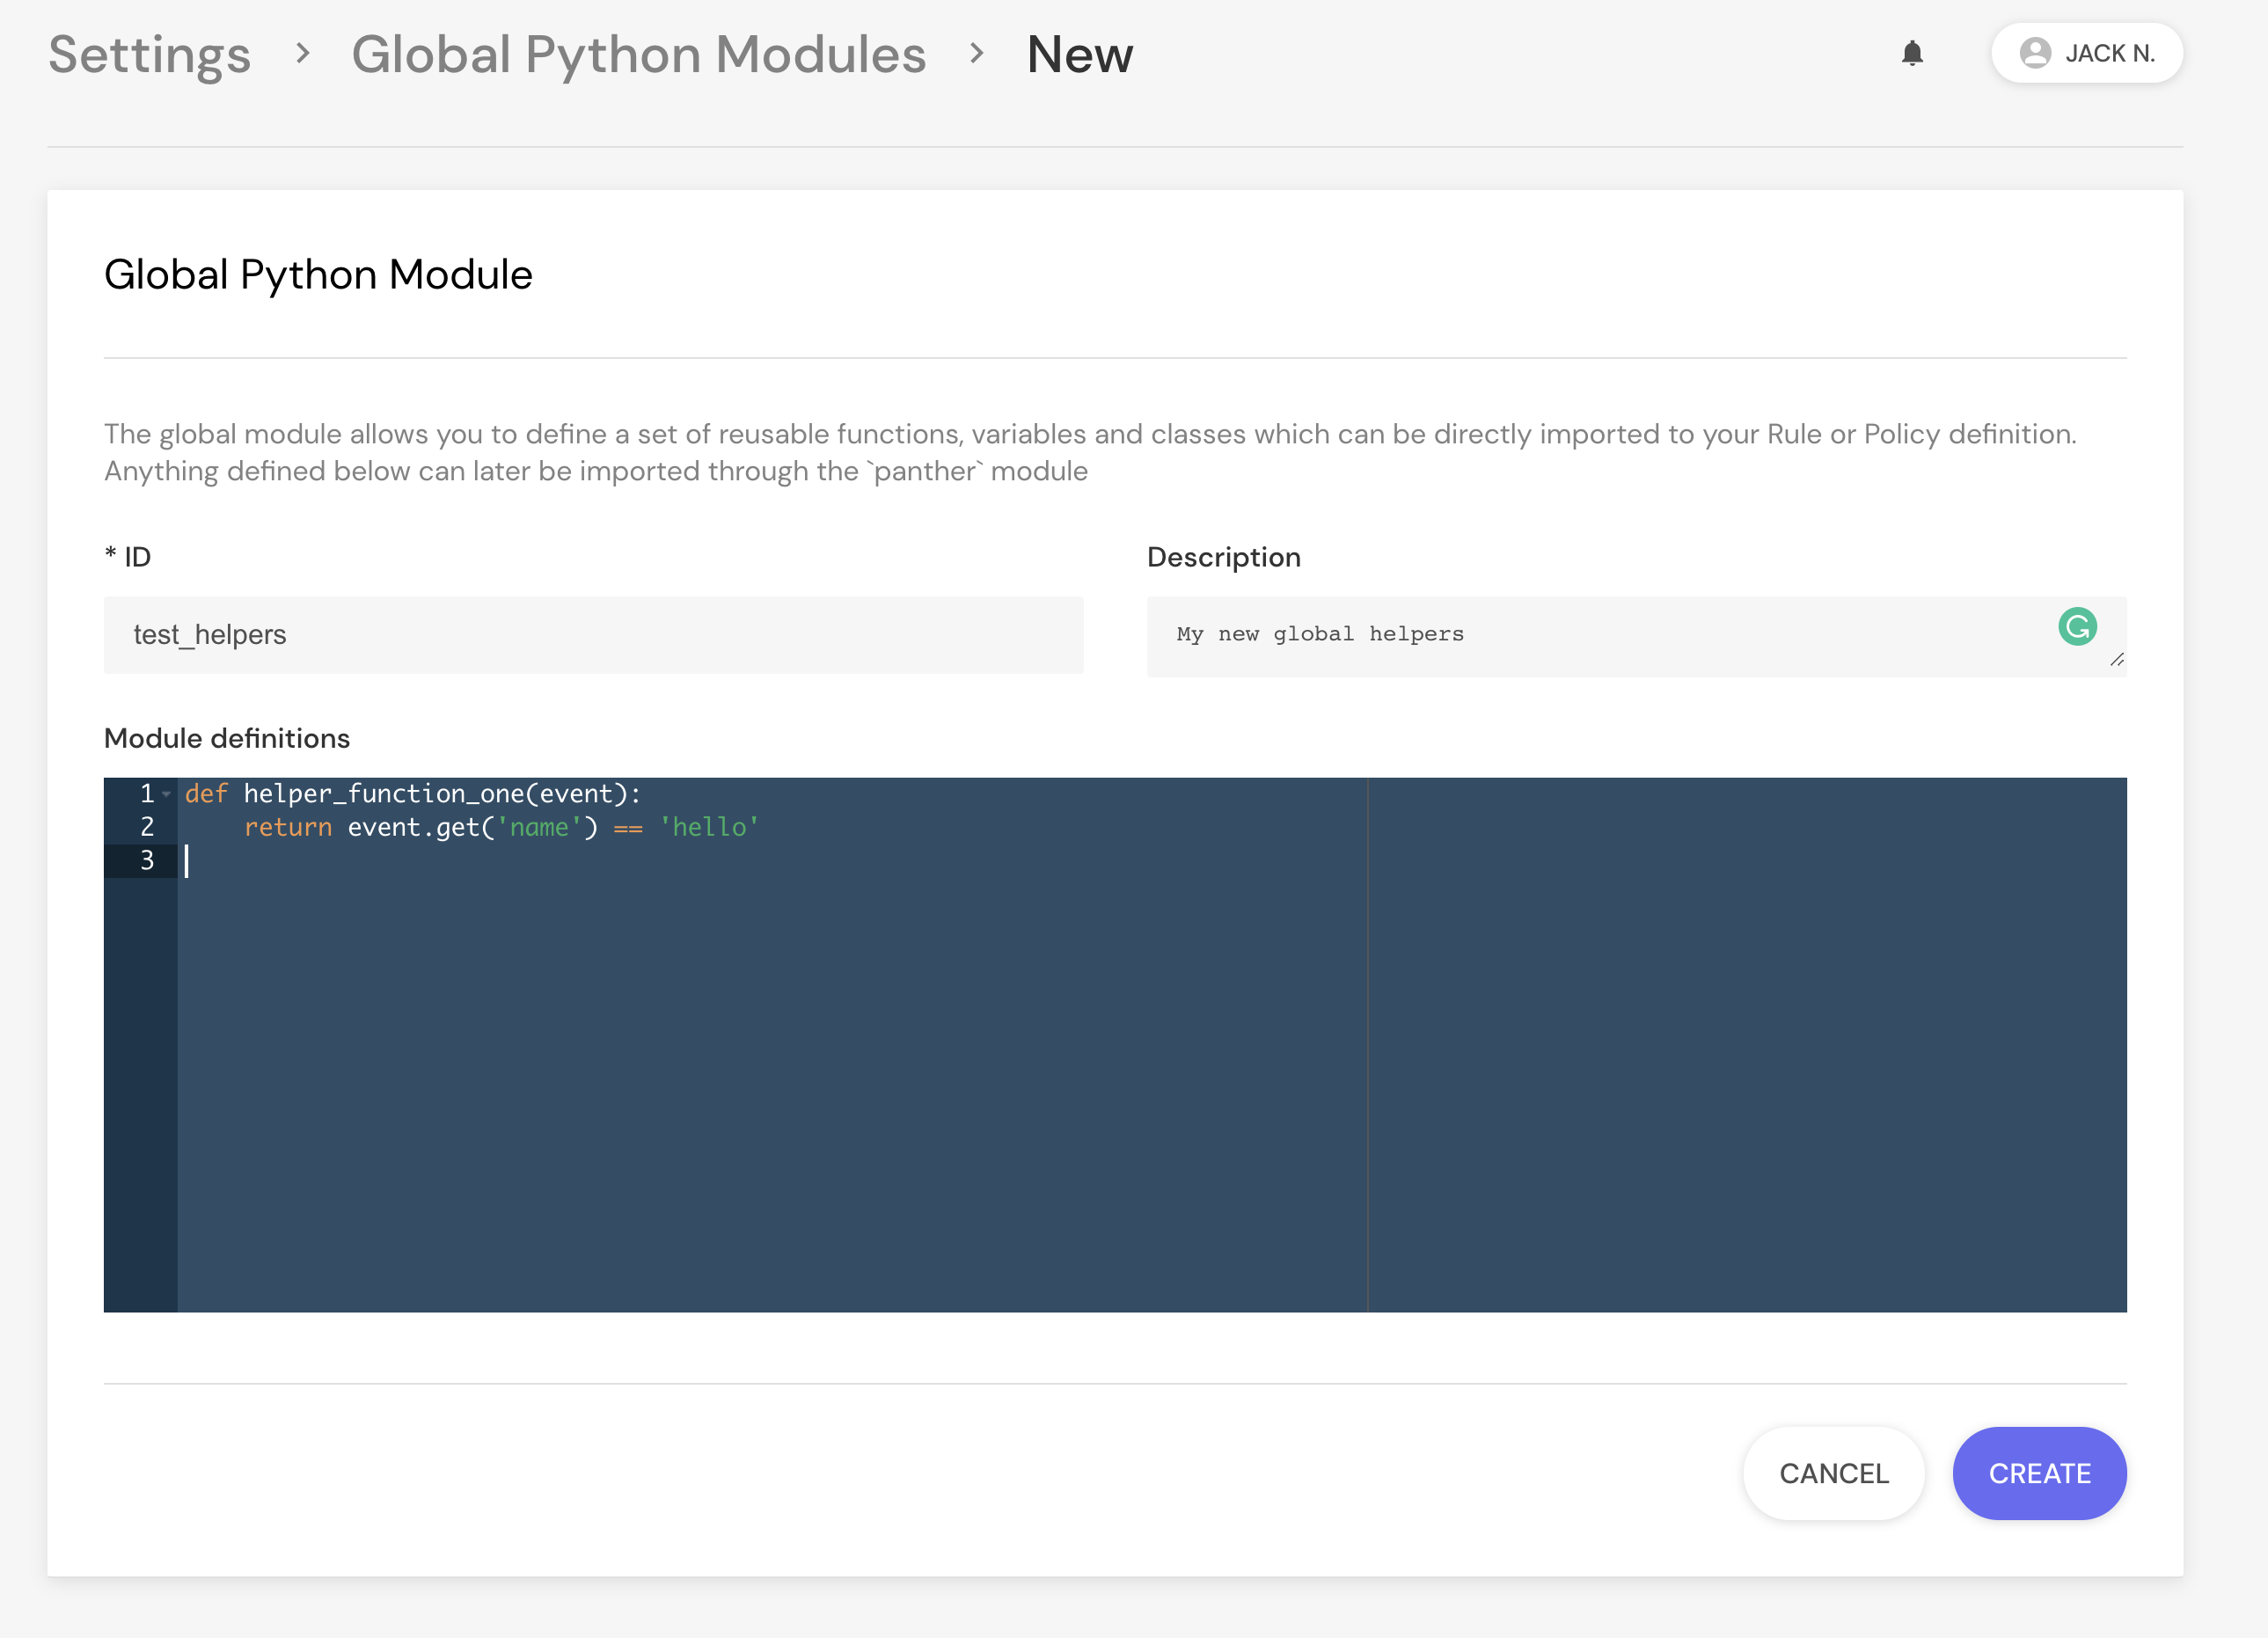 Settings > Global Python Modules > New
JACK N.
Global Python Module
The global module allows you to define a set of reusable functions, variables and classes which can be directly imported to your Rule or Policy definition.
Anything defined below can later be imported through the `panther` module
* ID
Description
test_helpers
My new global helpers
Module definitions
1 def helper_function_one(event):
2     return event.get('name') == 'hello'
3
CANCEL
CREATE